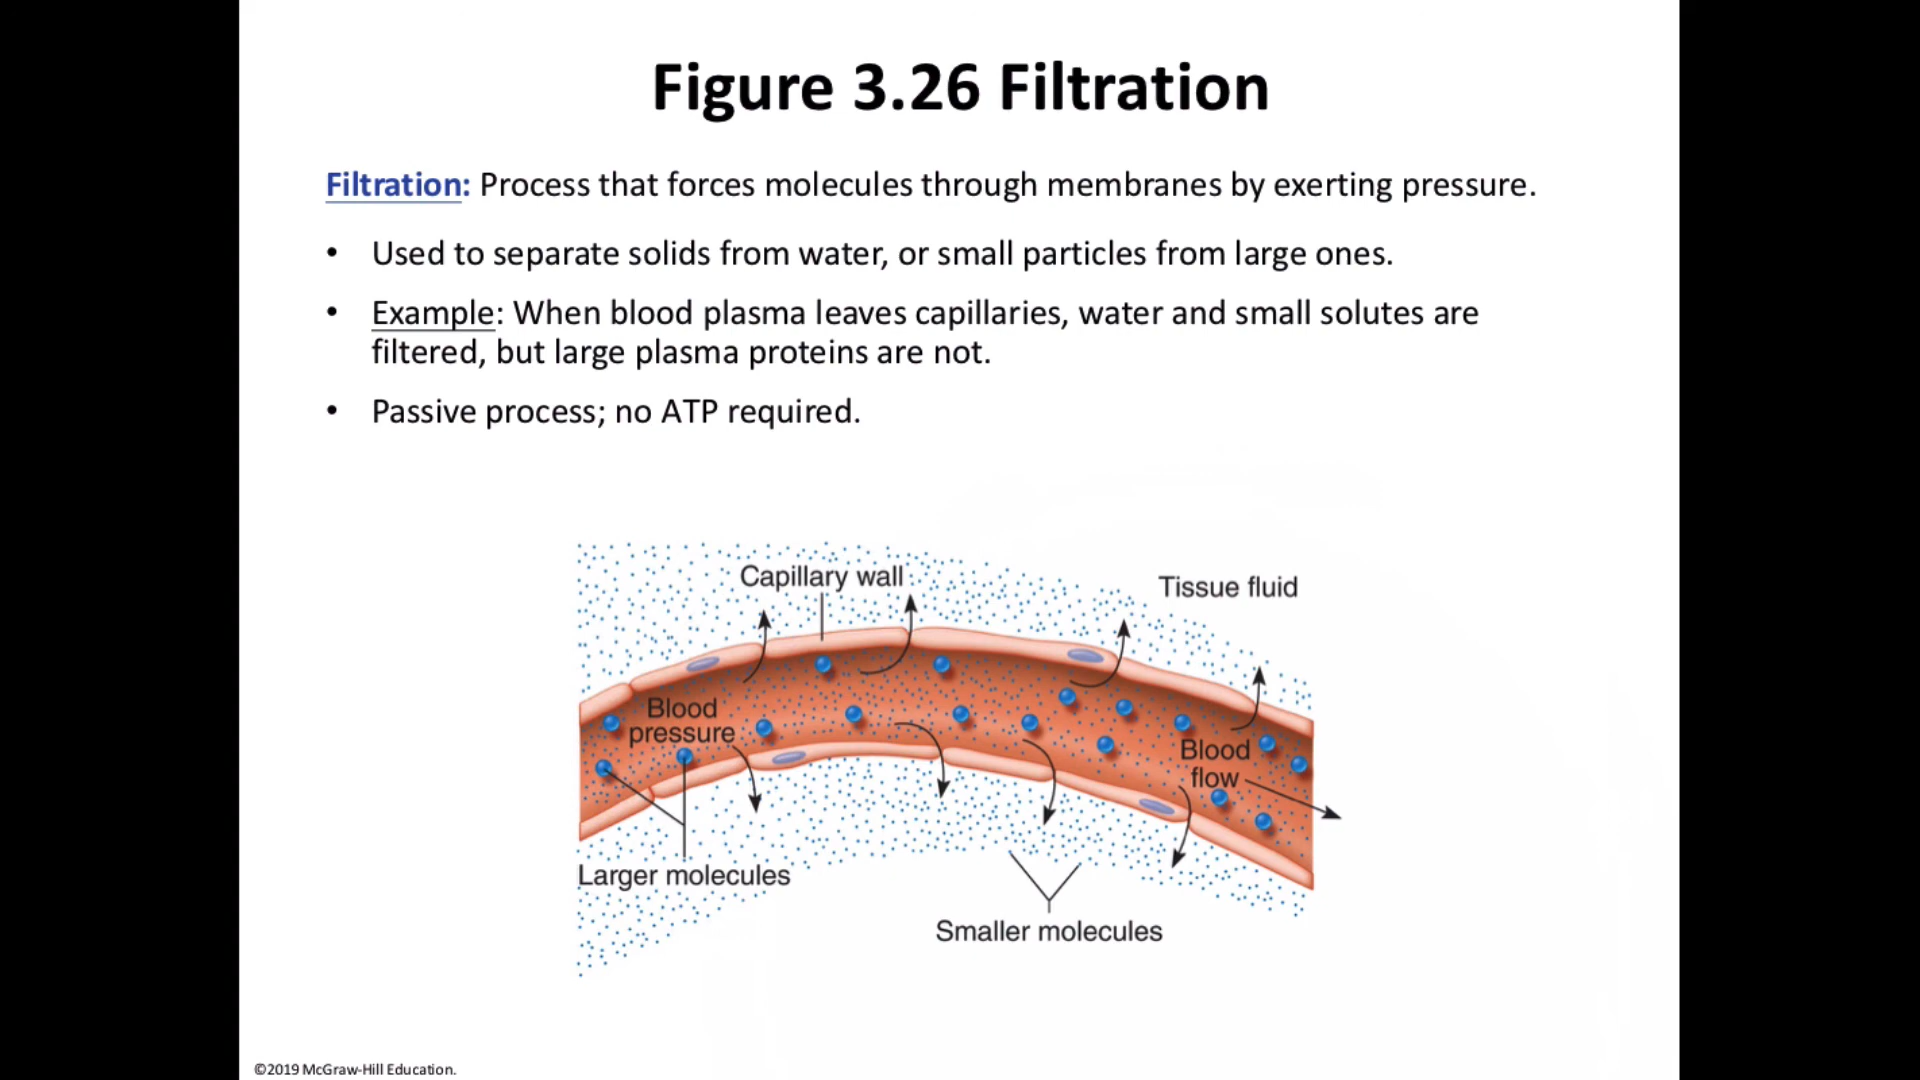 Figure 3.26 Filtration
Filtration: Process that forces molecules through membranes by exerting pressure.
• Used to separate solids from water, or small particles from large ones.
• Example: When blood plasma leaves capillaries, water and small solutes are
filtered, but large plasma proteins are not.
• Passive process; no ATP required.
Capillary wall
Tissue fluid
Blood
pressure
Blood
flow
Larger molecules
Smaller molecules
©2019 McGraw-Hill Education.